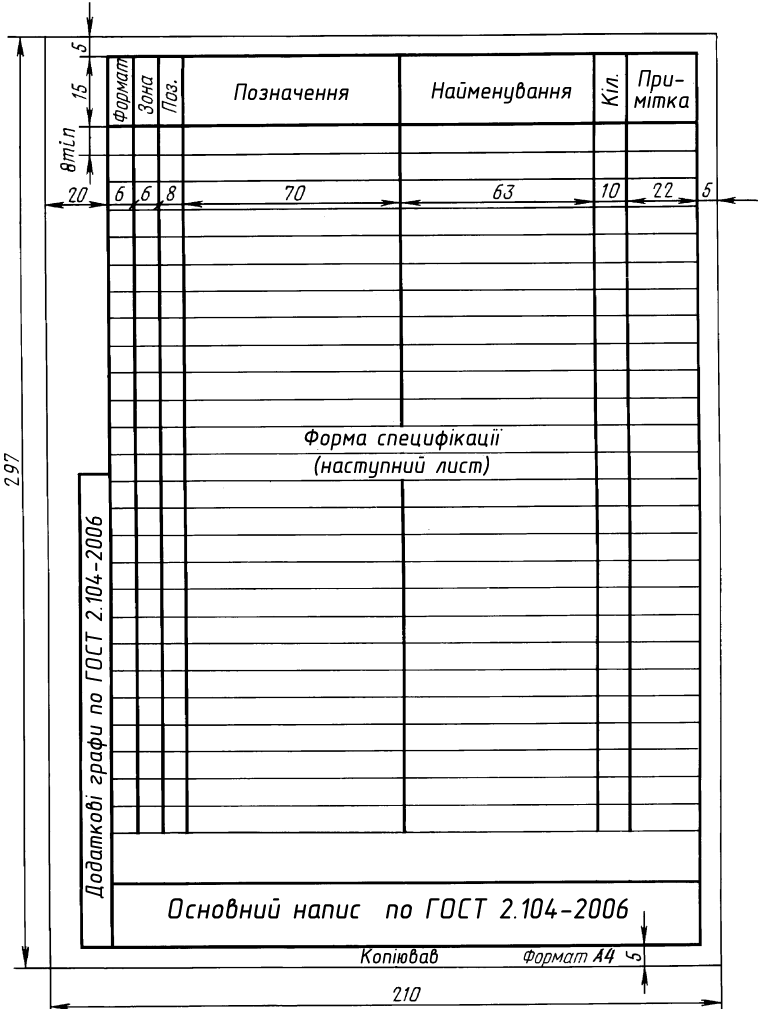 5
15
Формат
Зона
Поз.
Позначення
Найменування
Кіл.
При-
мітка
8min
20
6
6
8
70
63
10
22
5
297
Форма специфікації
(наступний лист)
Додаткові графи по ГОСТ 2.104-2006
Основний напис по ГОСТ 2.104-2006
Копіював
Формат А4
5
210